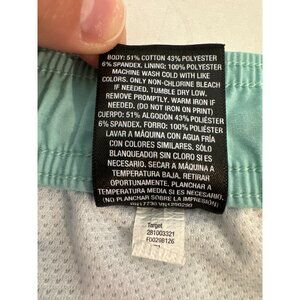 BODY: 51% COTTON 43% POLYESTER
6% SPANDEX. LINING: 100% POLYESTER
MACHINE WASH COLD WITH LIKE
COLORS. ONLY NON-CHLORINE BLEACH
IF NEEDED. TUMBLE DRY LOW.
REMOVE PROMPTLY. WARM IRON IF
NEEDED. (DO NOT IRON ON PRINT)
CUERPO: 51% ALGODÓN 43% POLIÉSTER
6% SPANDEX. FORRO: 100% POLIÉSTER
LAVAR A MÁQUINA CON AGUA FRÍA
CON COLORES SIMILARES. SÓLO
BLANQUEADOR SIN CLORO SI ES
NECESARIO. SECAR A MÁQUINA A
TEMPERATURA BAJA. RETIRAR
OPORTUNAMENTE. PLANCHAR A
TEMPERATURA MEDIA SI ES NECESARIO.
(NO PLANCHAR SOBRE LA IMPRESIÓN)
Target
281003321
F0029B126